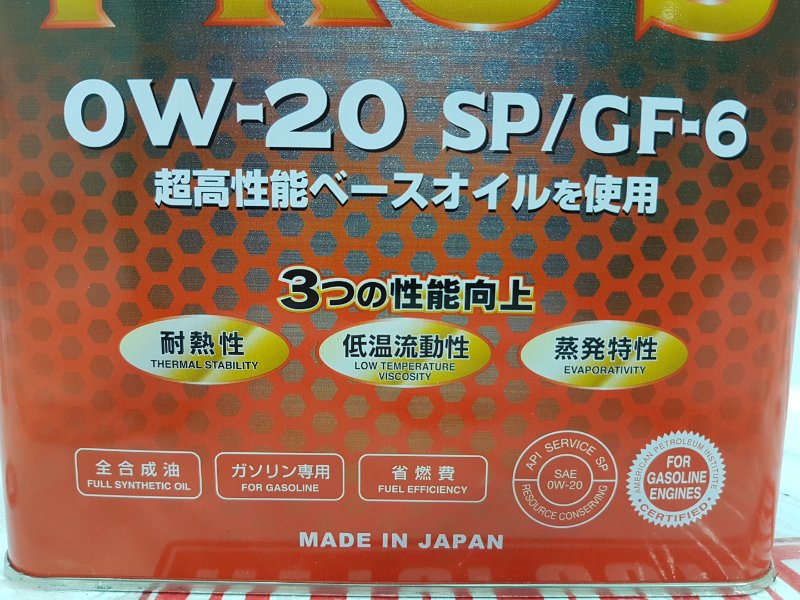 0W-20 SP/GF-6
超高性能ベースオイルを使用
3つの性能向上
耐熱性
THERMAL STABILITY
低温流動性
LOW TEMPERATURE
VISCOSITY
蒸発特性
EVAPORATIVITY
全合成油
FULL SYNTHETIC OIL
ガソリン専用
FOR GASOLINE
省燃費
FUEL EFFICIENCY
API SERVICE SP
SAE
0W-20
RESOURCE CONSERVING
AMERICAN PETROLEUM INSTITUTE
FOR
GASOLINE
ENGINES
CERTIFIED
MADE IN JAPAN